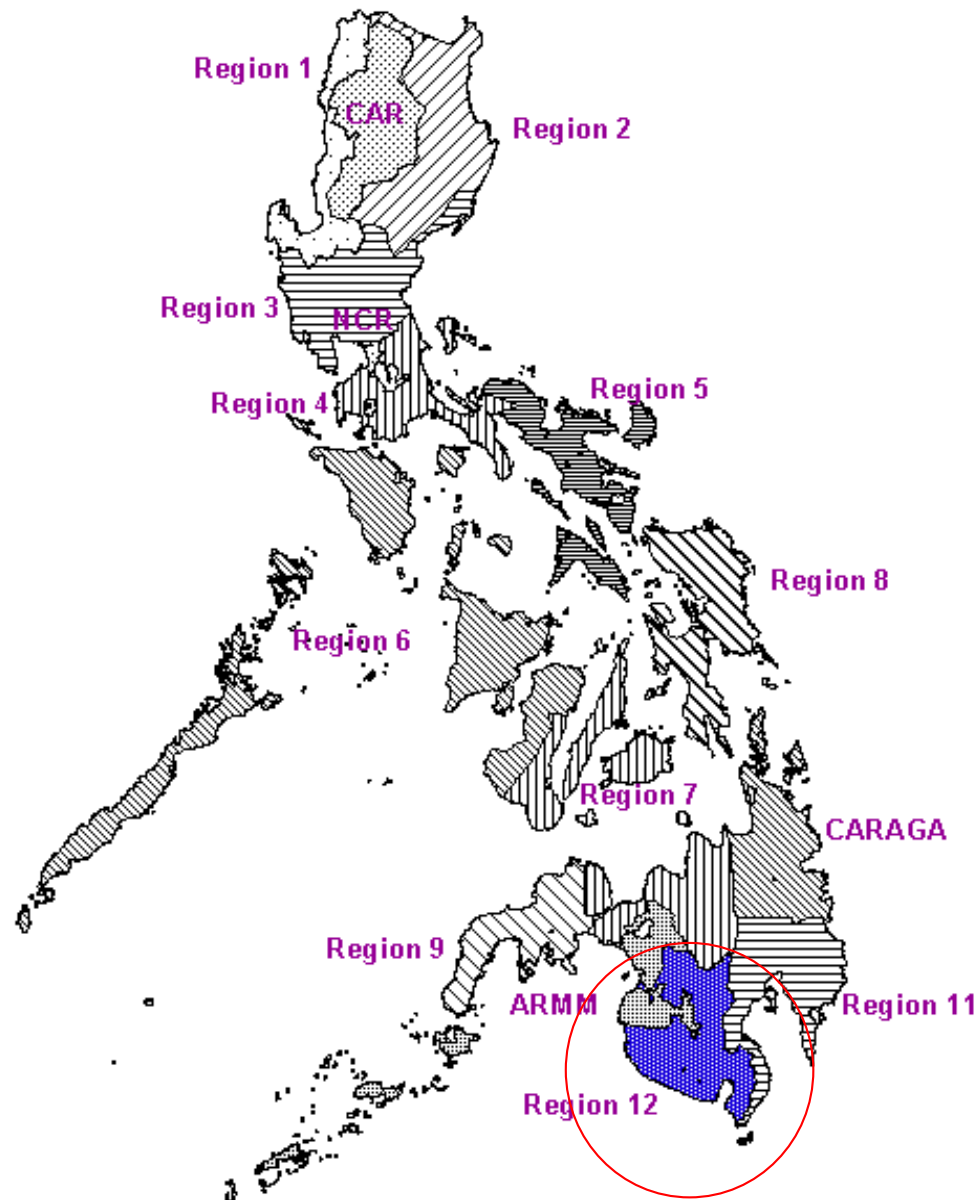 Region 1
CAR
Region 2
Region 3
NCR
Region 4
Region 5
Region 8
Region 6
Region 7
CARAGA
Region 9
ARMM
Region 11
Region 12